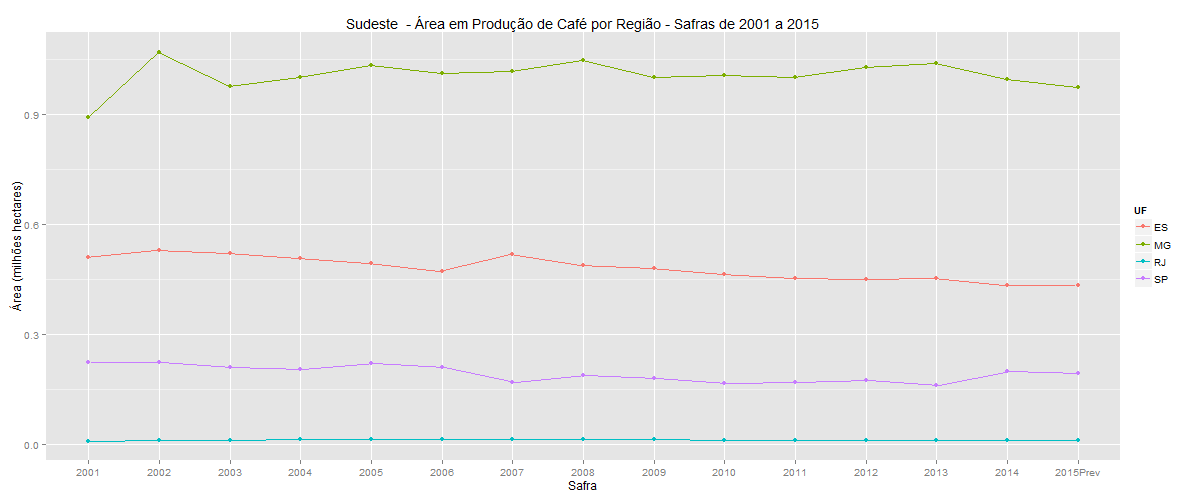 Sudeste - Área em Produção de Café por Região - Safras de 2001 a 2015
Área (milhões hectares)
0.9
0.6
0.3
0.0
2001 2002 2003 2004 2005 2006 2007 2008 2009 2010 2011 2012 2013 2014 2015Prev
Safra
UF
ES
MG
RJ
SP